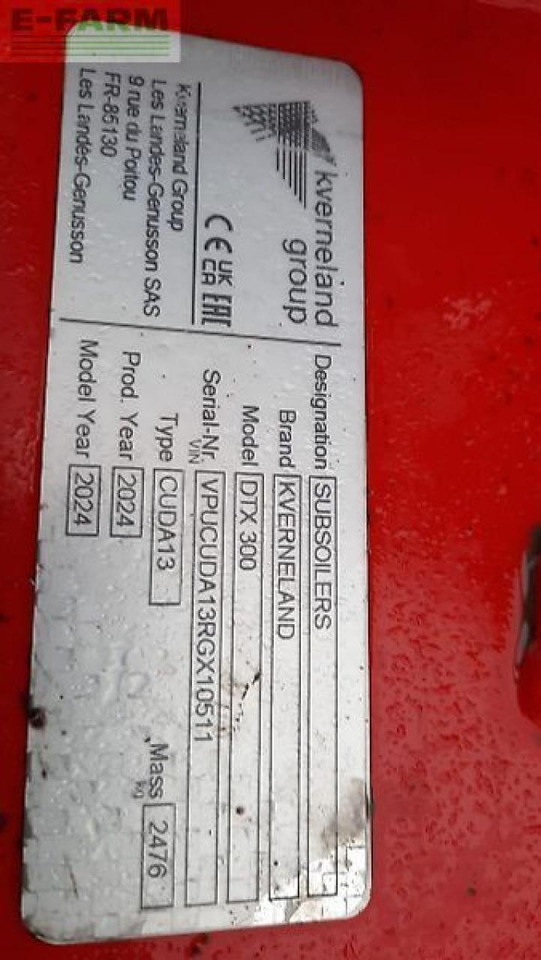 E-FARM
kverneland
group
CE UK CA EAC
Kverneland Group
Les Landes-Genusson SAS
9 rue du Poitou
FR-85130
Les Landes-Genusson
Designation SUBSOILERS
Brand KVERNELAND
Model DTX 300
Serial-Nr. VPUCUDA13RGX10511
VIN
Type CUDA13 Mass kg 2476
Prod. Year 2024
Model Year 2024